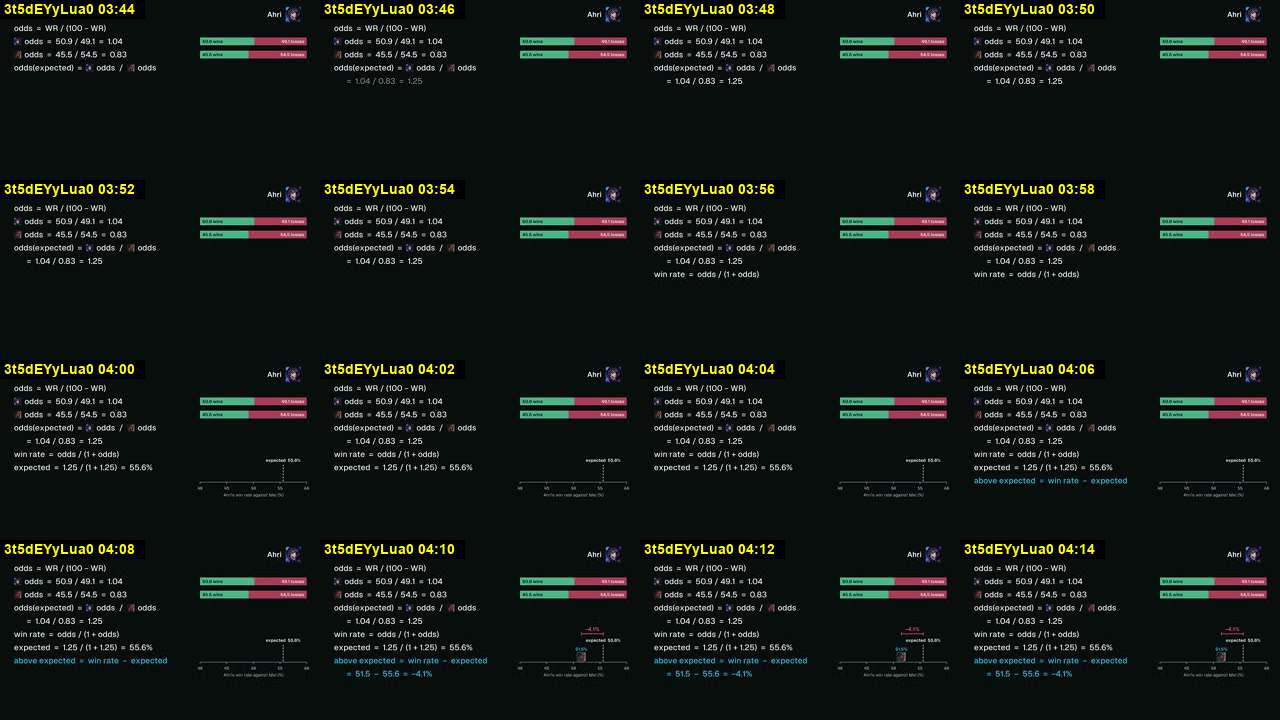 3t5dEYyLua0 03:44
Ahri
odds = WR / (100 − WR)
odds = 50.9 / 49.1 = 1.04
odds = 45.5 / 54.5 = 0.83
odds(expected) = odds / odds
3t5dEYyLua0 03:46
Ahri
odds = WR / (100 − WR)
odds = 50.9 / 49.1 = 1.04
odds = 45.5 / 54.5 = 0.83
odds(expected) = odds / odds
= 1.04 / 0.83 = 1.25
3t5dEYyLua0 03:48
Ahri
odds = WR / (100 − WR)
odds = 50.9 / 49.1 = 1.04
odds = 45.5 / 54.5 = 0.83
odds(expected) = odds / odds
= 1.04 / 0.83 = 1.25
3t5dEYyLua0 03:50
Ahri
odds = WR / (100 − WR)
odds = 50.9 / 49.1 = 1.04
odds = 45.5 / 54.5 = 0.83
odds(expected) = odds / odds
= 1.04 / 0.83 = 1.25
3t5dEYyLua0 03:52
Ahri
odds = WR / (100 − WR)
odds = 50.9 / 49.1 = 1.04
odds = 45.5 / 54.5 = 0.83
odds(expected) = odds / odds
= 1.04 / 0.83 = 1.25
3t5dEYyLua0 03:54
Ahri
odds = WR / (100 − WR)
odds = 50.9 / 49.1 = 1.04
odds = 45.5 / 54.5 = 0.83
odds(expected) = odds / odds
= 1.04 / 0.83 = 1.25
3t5dEYyLua0 03:56
Ahri
odds = WR / (100 − WR)
odds = 50.9 / 49.1 = 1.04
odds = 45.5 / 54.5 = 0.83
odds(expected) = odds / odds
= 1.04 / 0.83 = 1.25
win rate = odds / (1 + odds)
3t5dEYyLua0 03:58
Ahri
odds = WR / (100 − WR)
odds = 50.9 / 49.1 = 1.04
odds = 45.5 / 54.5 = 0.83
odds(expected) = odds / odds
= 1.04 / 0.83 = 1.25
win rate = odds / (1 + odds)
3t5dEYyLua0 04:00
Ahri
odds = WR / (100 − WR)
odds = 50.9 / 49.1 = 1.04
odds = 45.5 / 54.5 = 0.83
odds(expected) = odds / odds
= 1.04 / 0.83 = 1.25
win rate = odds / (1 + odds)
expected = 1.25 / (1 + 1.25) = 55.6%
expected 55.6%
3t5dEYyLua0 04:02
Ahri
odds = WR / (100 − WR)
odds = 50.9 / 49.1 = 1.04
odds = 45.5 / 54.5 = 0.83
odds(expected) = odds / odds
= 1.04 / 0.83 = 1.25
win rate = odds / (1 + odds)
expected = 1.25 / (1 + 1.25) = 55.6%
expected 55.6%
3t5dEYyLua0 04:04
Ahri
odds = WR / (100 − WR)
odds = 50.9 / 49.1 = 1.04
odds = 45.5 / 54.5 = 0.83
odds(expected) = odds / odds
= 1.04 / 0.83 = 1.25
win rate = odds / (1 + odds)
expected = 1.25 / (1 + 1.25) = 55.6%
expected 55.6%
3t5dEYyLua0 04:06
Ahri
odds = WR / (100 − WR)
odds = 50.9 / 49.1 = 1.04
odds = 45.5 / 54.5 = 0.83
odds(expected) = odds / odds
= 1.04 / 0.83 = 1.25
win rate = odds / (1 + odds)
expected = 1.25 / (1 + 1.25) = 55.6%
expected 55.6%
above expected = win rate − expected
3t5dEYyLua0 04:08
Ahri
odds = WR / (100 − WR)
odds = 50.9 / 49.1 = 1.04
odds = 45.5 / 54.5 = 0.83
odds(expected) = odds / odds
= 1.04 / 0.83 = 1.25
win rate = odds / (1 + odds)
expected = 1.25 / (1 + 1.25) = 55.6%
expected 55.6%
above expected = win rate − expected
3t5dEYyLua0 04:10
Ahri
odds = WR / (100 − WR)
odds = 50.9 / 49.1 = 1.04
odds = 45.5 / 54.5 = 0.83
odds(expected) = odds / odds
= 1.04 / 0.83 = 1.25
win rate = odds / (1 + odds)
−4.1%
expected = 1.25 / (1 + 1.25) = 55.6%
expected 55.6%
above expected = win rate − expected
= 51.5 − 55.6 = −4.1%
3t5dEYyLua0 04:12
Ahri
odds = WR / (100 − WR)
odds = 50.9 / 49.1 = 1.04
odds = 45.5 / 54.5 = 0.83
odds(expected) = odds / odds
= 1.04 / 0.83 = 1.25
win rate = odds / (1 + odds)
−4.1%
expected = 1.25 / (1 + 1.25) = 55.6%
expected 55.6%
above expected = win rate − expected
= 51.5 − 55.6 = −4.1%
3t5dEYyLua0 04:14
Ahri
odds = WR / (100 − WR)
odds = 50.9 / 49.1 = 1.04
odds = 45.5 / 54.5 = 0.83
odds(expected) = odds / odds
= 1.04 / 0.83 = 1.25
win rate = odds / (1 + odds)
−4.1%
expected = 1.25 / (1 + 1.25) = 55.6%
expected 55.6%
above expected = win rate − expected
= 51.5 − 55.6 = −4.1%